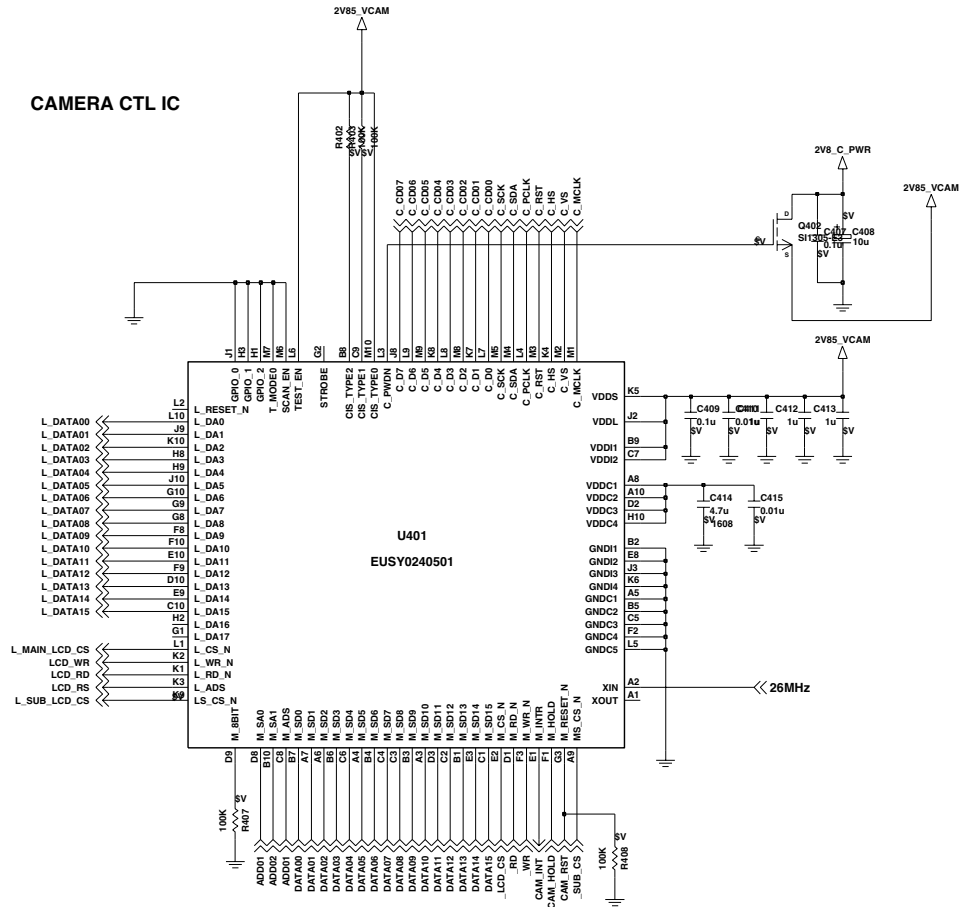 2V85_VCAM
CAMERA CTL IC
R402
R403
100K
$V
$V
C_CD07
C_CD06
C_CD05
C_CD04
C_CD03
C_CD02
C_CD01
C_CD00
C_SCK
C_SDA
C_PCLK
C_RST
C_HS
C_VS
C_MCLK
2V8_C_PWR
2V85_VCAM
D
S
$V
Q402
SI1305-E3
C407
0.1u
$V
$V
C408
10u
J1
H3
H1
M7
M6
L6
G2
B8
C9
M10
L3
J8
L9
M9
K8
L8
M8
K7
L7
M5
M4
L4
M3
K4
M2
M1
GPIO_0
GPIO_1
GPIO_2
T_MODE0
SCAN_EN
TEST_EN
STROBE
CIS_TYPE2
CIS_TYPE1
CIS_TYPE0
C_PWDN
C_D7
C_D6
C_D5
C_D4
C_D3
C_D2
C_D1
C_D0
C_SCK
C_SDA
C_PCLK
C_RST
C_HS
C_VS
C_MCLK
L2 L_RESET_N
L_DATA00 L10 L_DA0
L_DATA01 J9 L_DA1
L_DATA02 K10 L_DA2
L_DATA03 H8 L_DA3
L_DATA04 H9 L_DA4
L_DATA05 J10 L_DA5
L_DATA06 G10 L_DA6
L_DATA07 G9 L_DA7
L_DATA08 G8 L_DA8
L_DATA09 F8 L_DA9
L_DATA10 F10 L_DA10
L_DATA11 E10 L_DA11
L_DATA12 F9 L_DA12
L_DATA13 D10 L_DA13
L_DATA14 E9 L_DA14
L_DATA15 C10 L_DA15
H2 L_DA16
G1 L_DA17
L_MAIN_LCD_CS L1 L_CS_N
LCD_WR K2 L_WR_N
LCD_RD K1 L_RD_N
LCD_RS K3 L_ADS
L_SUB_LCD_CS K9 LS_CS_N
U401
EUSY0240501
2V85_VCAM
VDDS K5
VDDL J2
VDDI1 B9
VDDI2 C7
C409
0.1u
$V
0.01u
$V
C412
1u
$V
C413
1u
$V
VDDC1 A8
VDDC2 A10
VDDC3 D2
VDDC4 H10
C414
4.7u
$V
1608
C415
0.01u
$V
GNDI1 B2
GNDI2 E8
GNDI3 J3
GNDI4 K6
GNDC1 A5
GNDC2 B5
GNDC3 C5
GNDC4 F2
GNDC5 L5
XIN A2 26MHz
XOUT A1
M_8BIT
M_SA0
M_SA1
M_ADS
M_SD0
M_SD1
M_SD2
M_SD3
M_SD4
M_SD5
M_SD6
M_SD7
M_SD8
M_SD9
M_SD10
M_SD11
M_SD12
M_SD13
M_SD14
M_SD15
M_CS_N
M_RD_N
M_WR_N
M_INTR
M_HOLD
M_RESET_N
MS_CS_N
D9
D8
B10
C8
B7
A7
A6
B6
C6
A4
B4
C4
C3
B3
A3
D3
C2
B1
E3
C1
E2
D1
F3
E1
F1
G3
A9
100K
R407
$V
ADD01
ADD02
ADD01
DATA00
DATA01
DATA02
DATA03
DATA04
DATA05
DATA06
DATA07
DATA08
DATA09
DATA10
DATA11
DATA12
DATA13
DATA14
DATA15
_LCD_CS
_RD
_WR
CAM_INT
CAM_HOLD
CAM_RST
_SUB_CS
100K
R408
$V